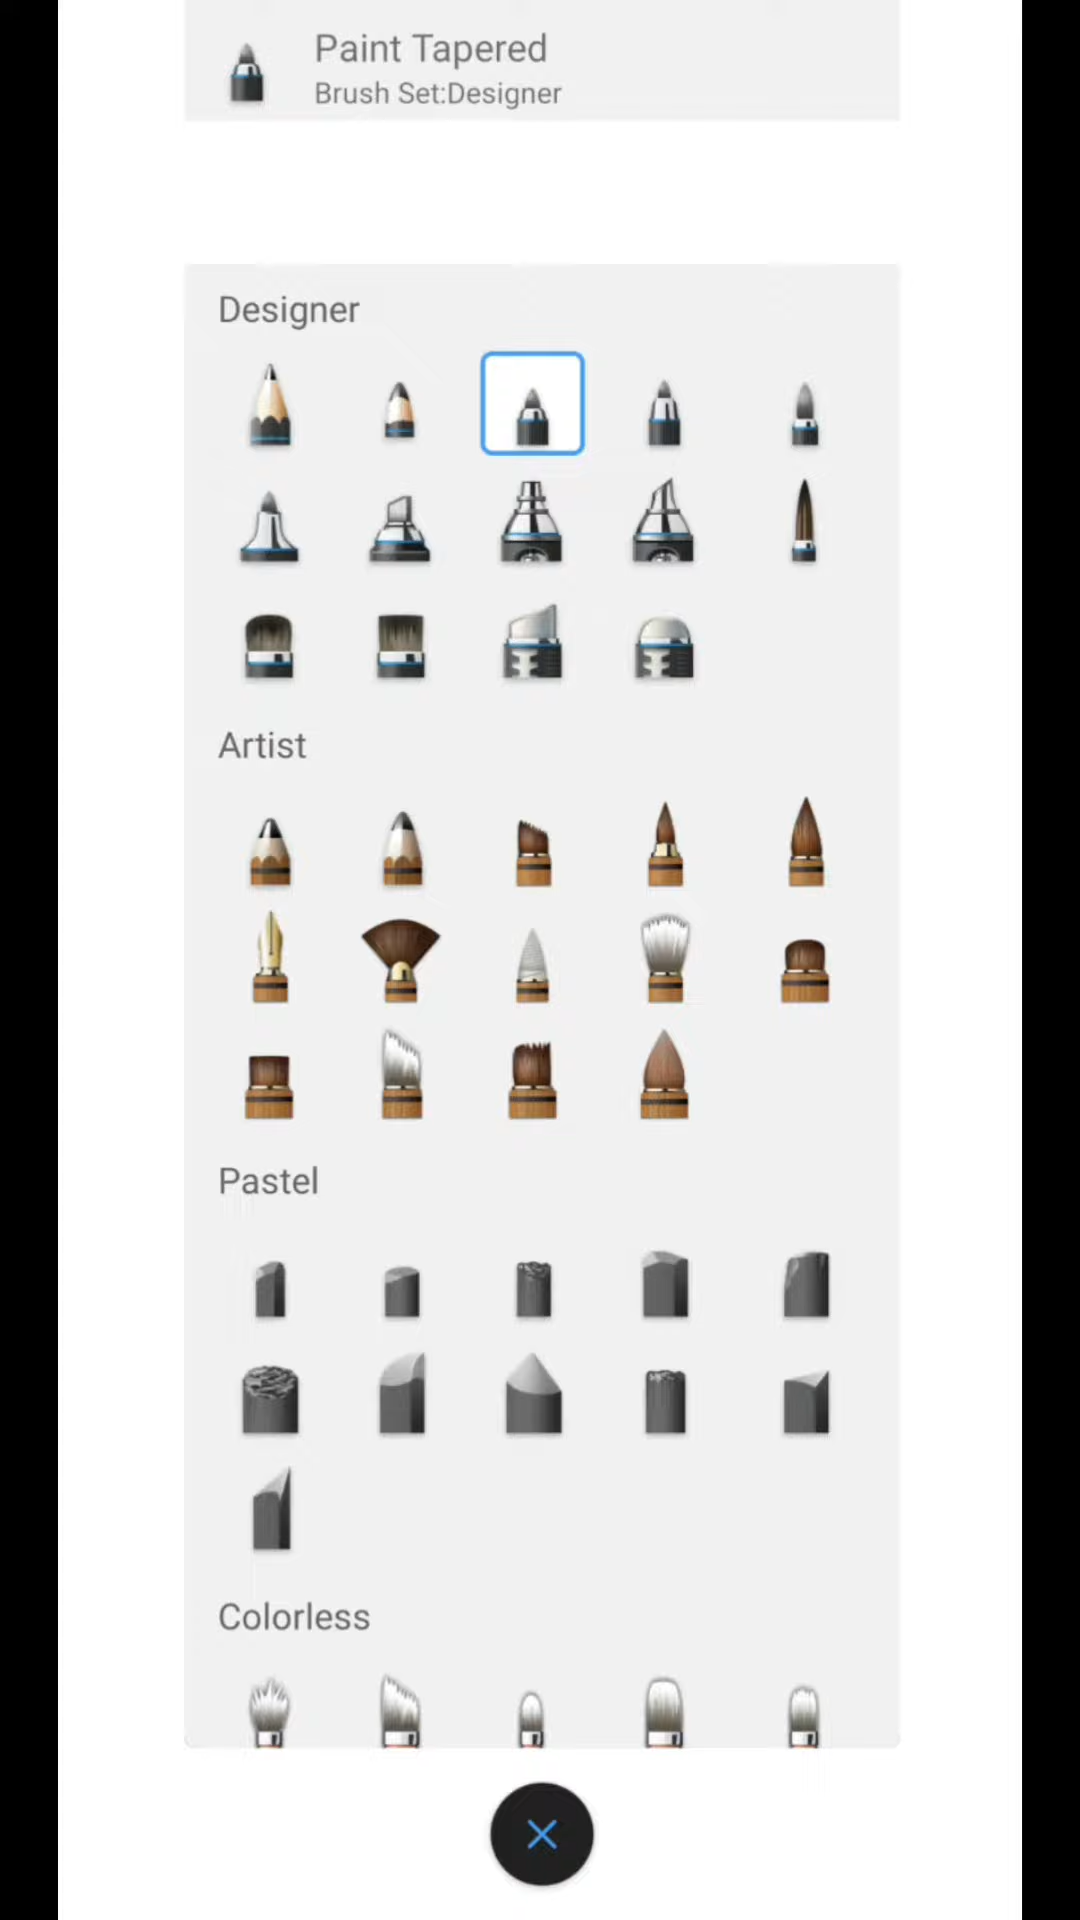 Paint Tapered
Brush Set:Designer
Designer
Artist
Pastel
Colorless